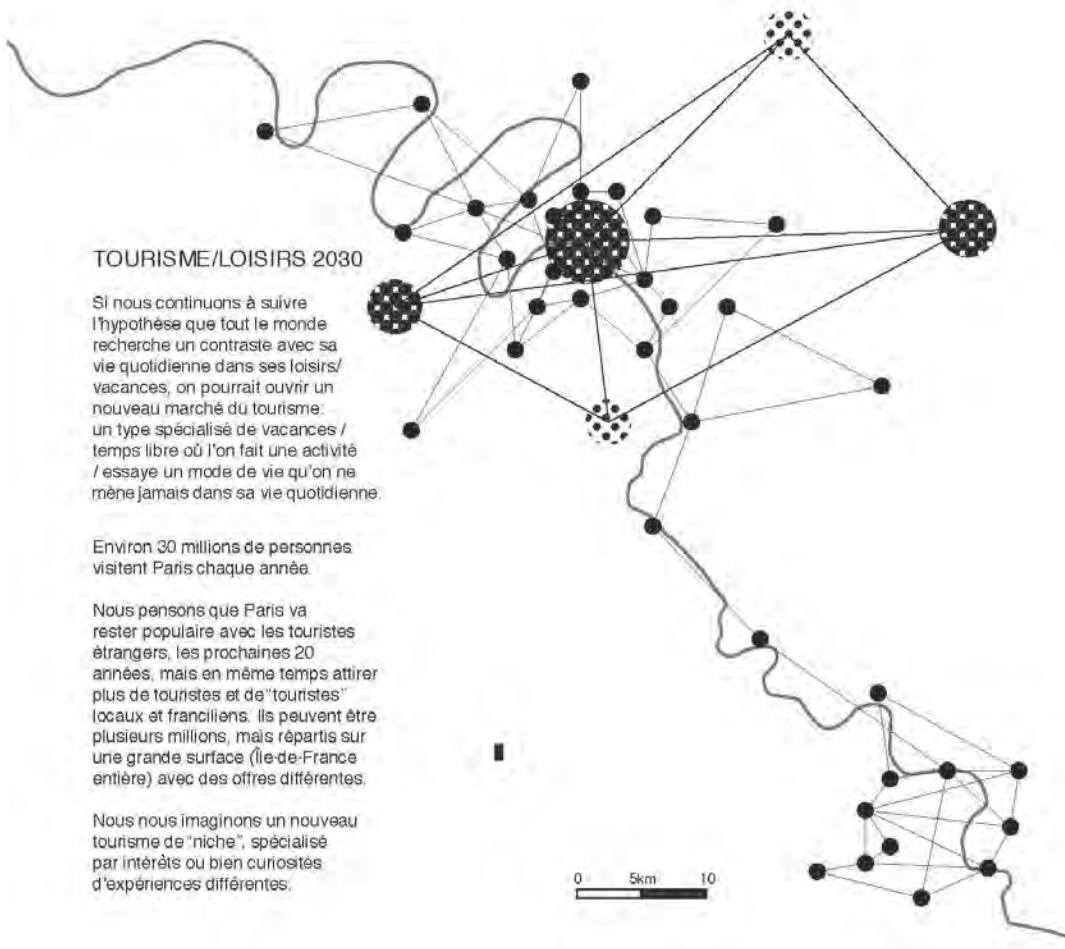 TOURISME/LOISIRS 2030
Si nous continuons à suivre
l'hypothèse que tout le monde
recherche un contraste avec sa
vie quotidienne dans ses loisirs/
vacances, on pourrait ouvrir un
nouveau marché du tourisme:
un type spécialisé de vacances /
temps libre où l'on fait une activité
/ essaye un mode de vie qu'on ne
mène jamais dans sa vie quotidienne.
Environ 30 millions de personnes
visitent Paris chaque année.
Nous pensons que Paris va
rester populaire avec les touristes
étrangers, les prochaines 20
années, mais en même temps attirer
plus de touristes et de "touristes"
locaux et franciliens. Ils peuvent être
plusieurs millions, mais répartis sur
une grande surface (Île-de-France
entière) avec des offres différentes.
Nous nous imaginons un nouveau
tourisme de "niche", spécialisé
par intérêts ou bien curiosités
d'expériences différentes.
0 5km 10